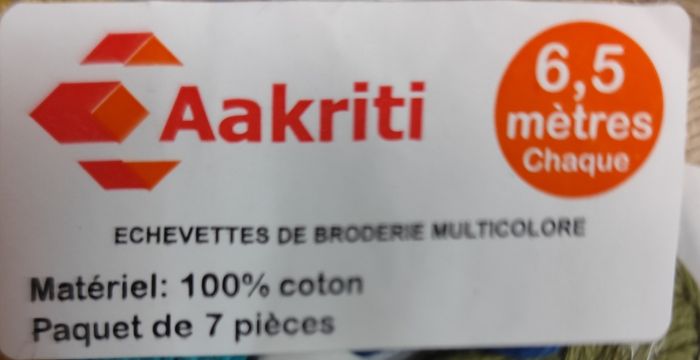 Aakriti
6,5
mètres
Chaque
ECHEVETTES DE BRODERIE MULTICOLORE
Matériel: 100% coton
Paquet de 7 pièces